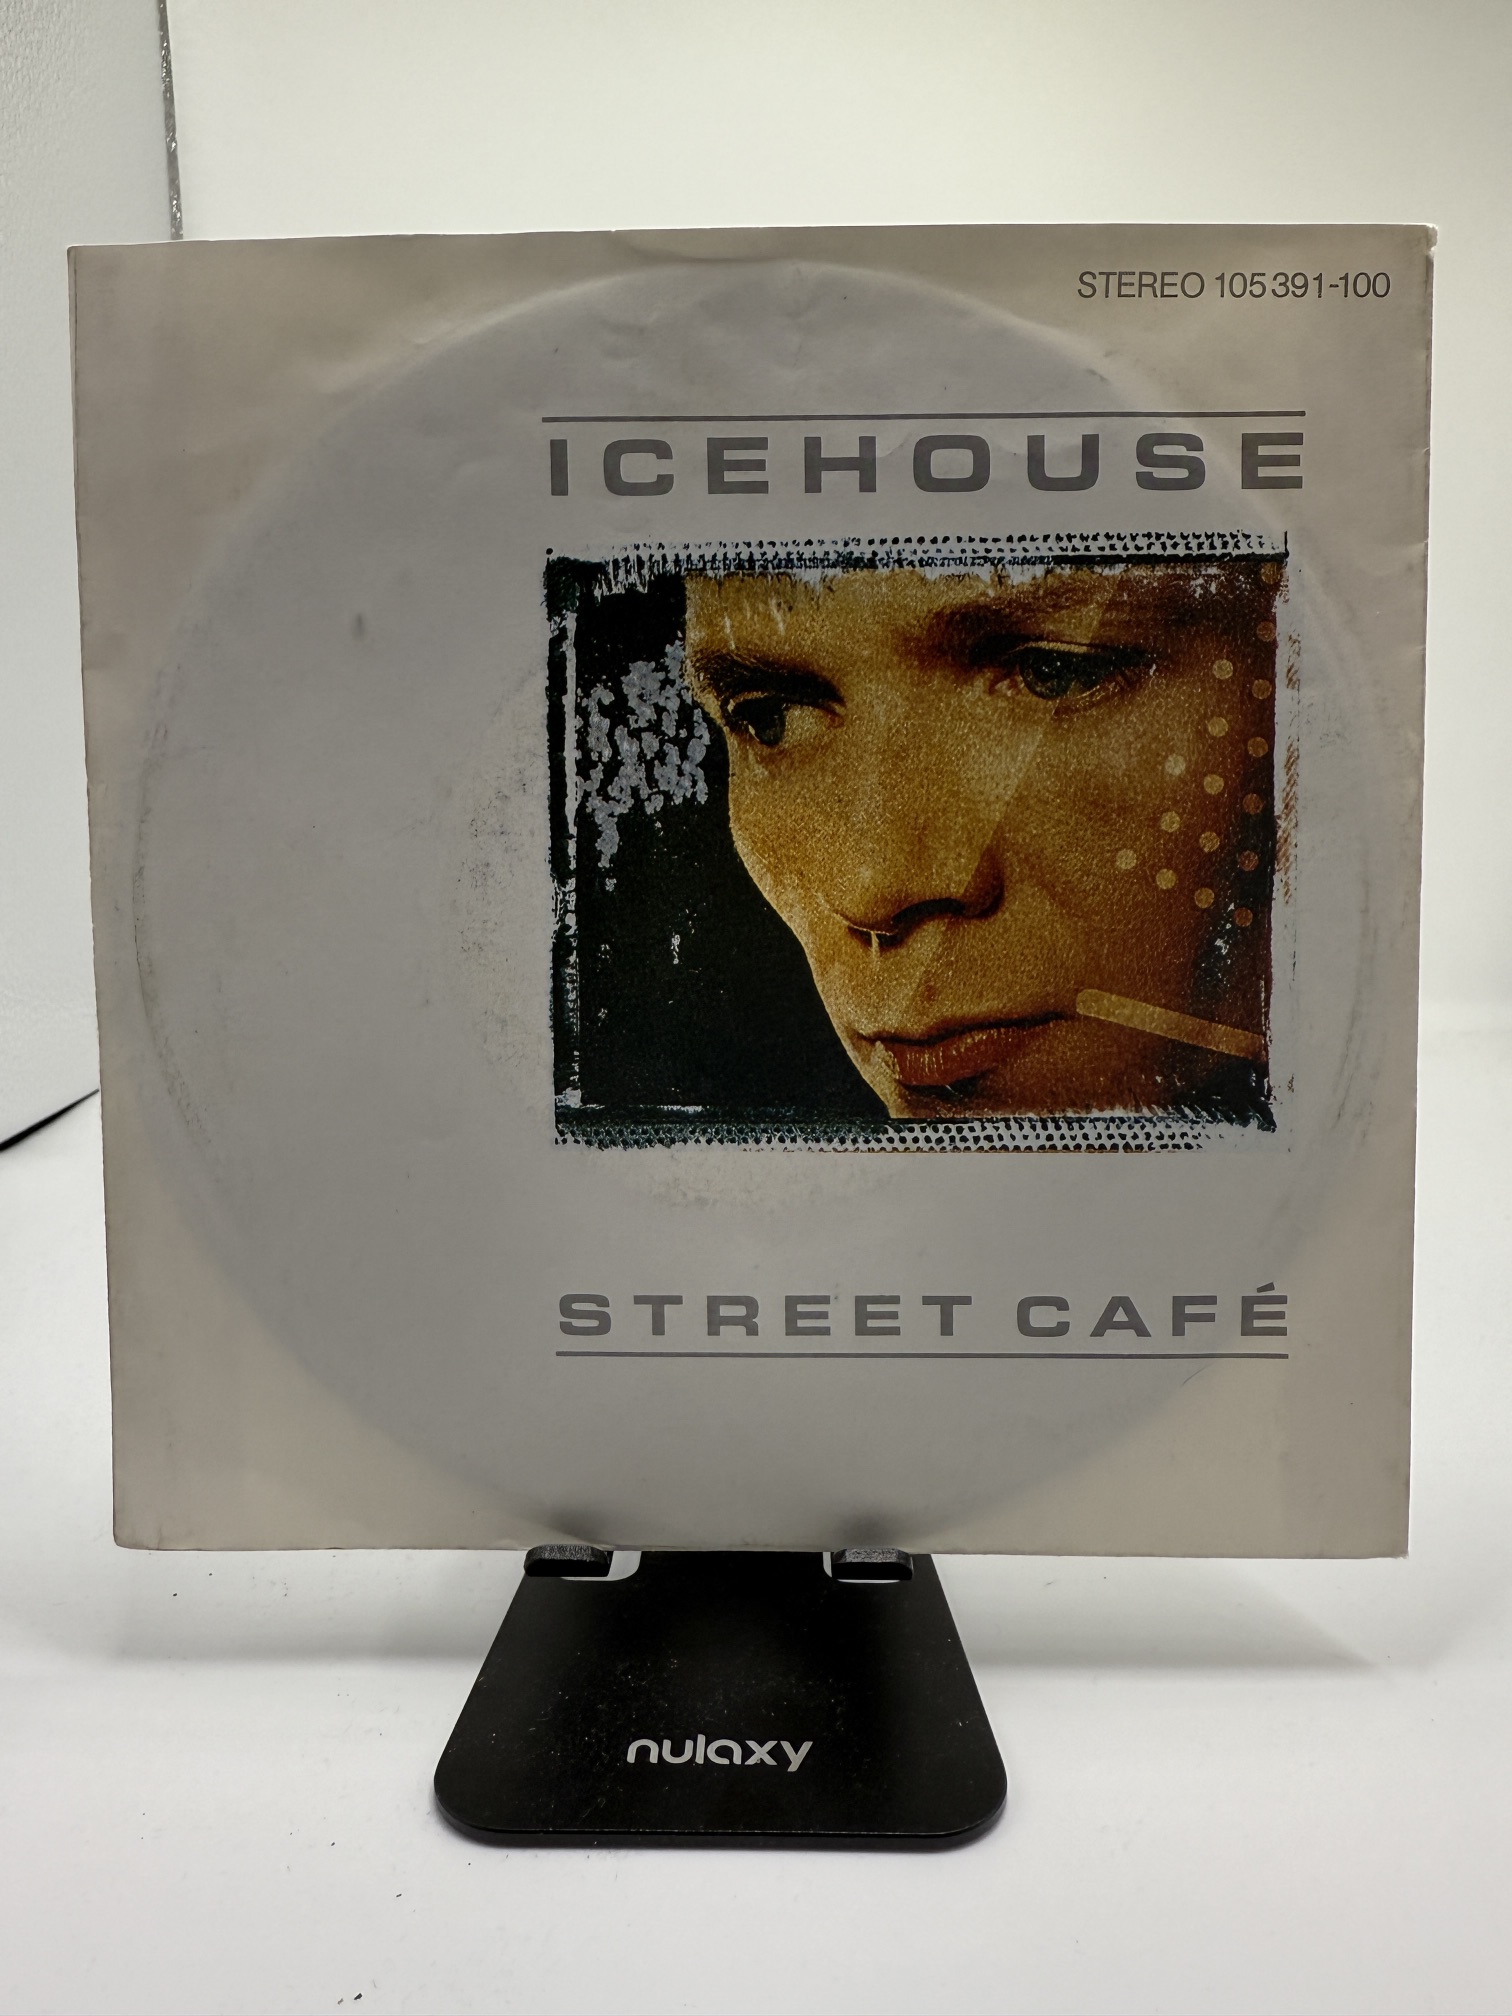 STEREO 105 391-100
ICEHOUSE
STREET CAFÉ
nulaxy